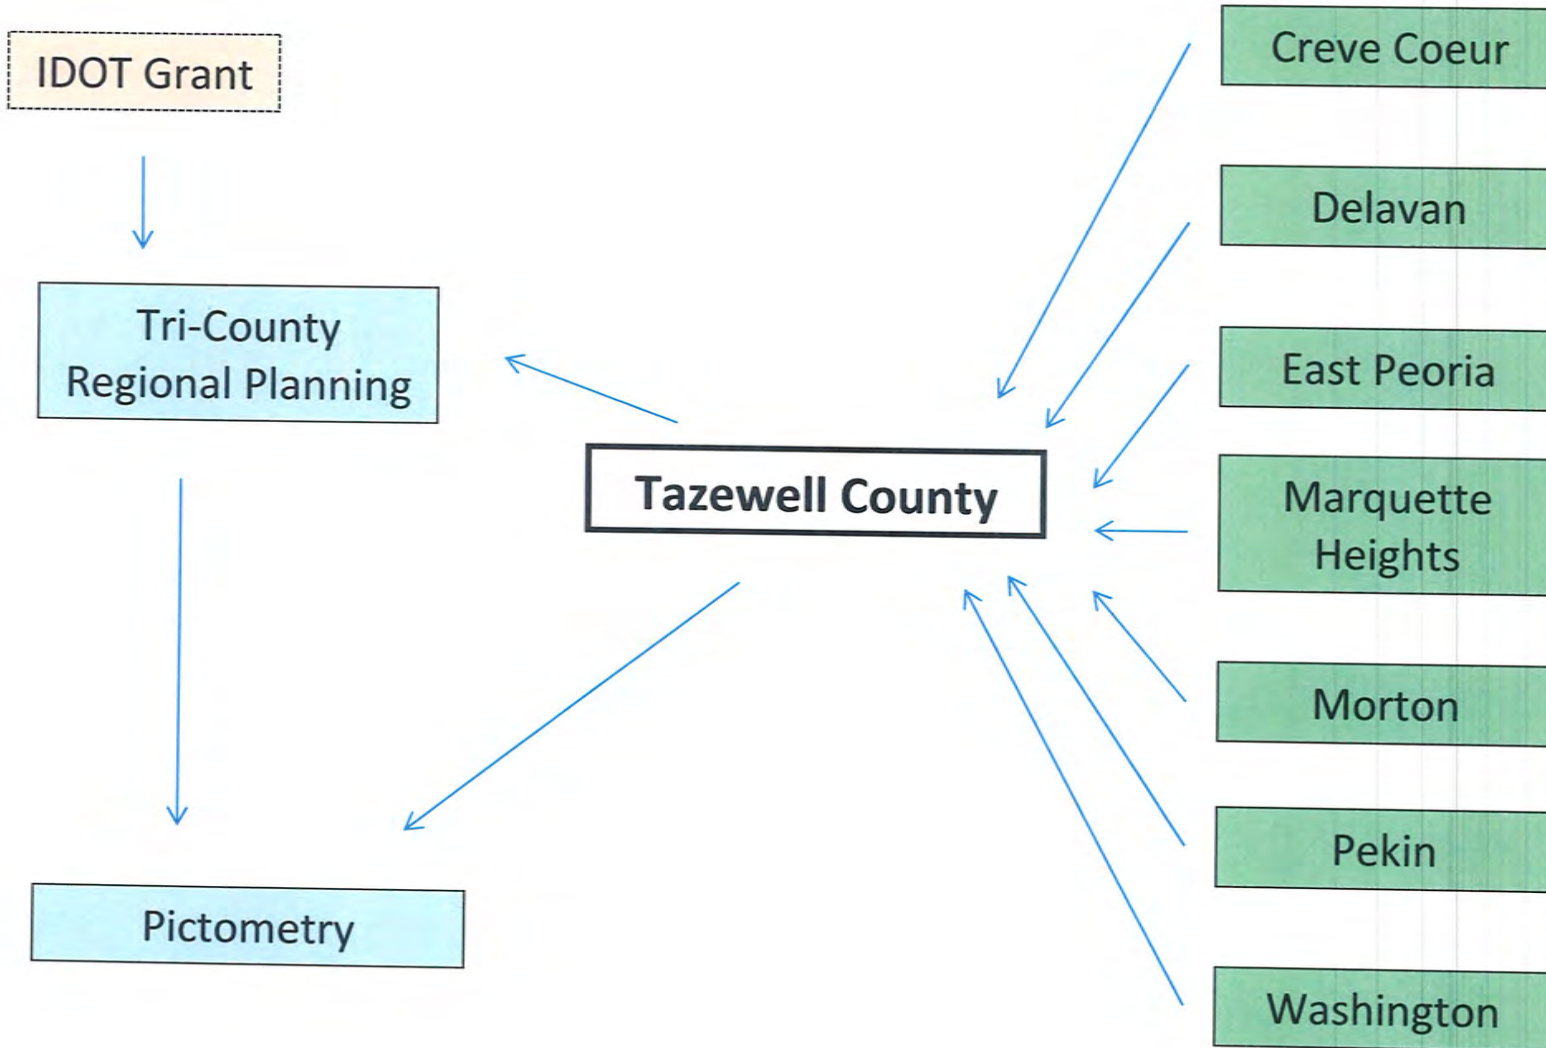 IDOT Grant
Tri-County
Regional Planning
Pictometry
Tazewell County
Creve Coeur
Delavan
East Peoria
Marquette
Heights
Morton
Pekin
Washington